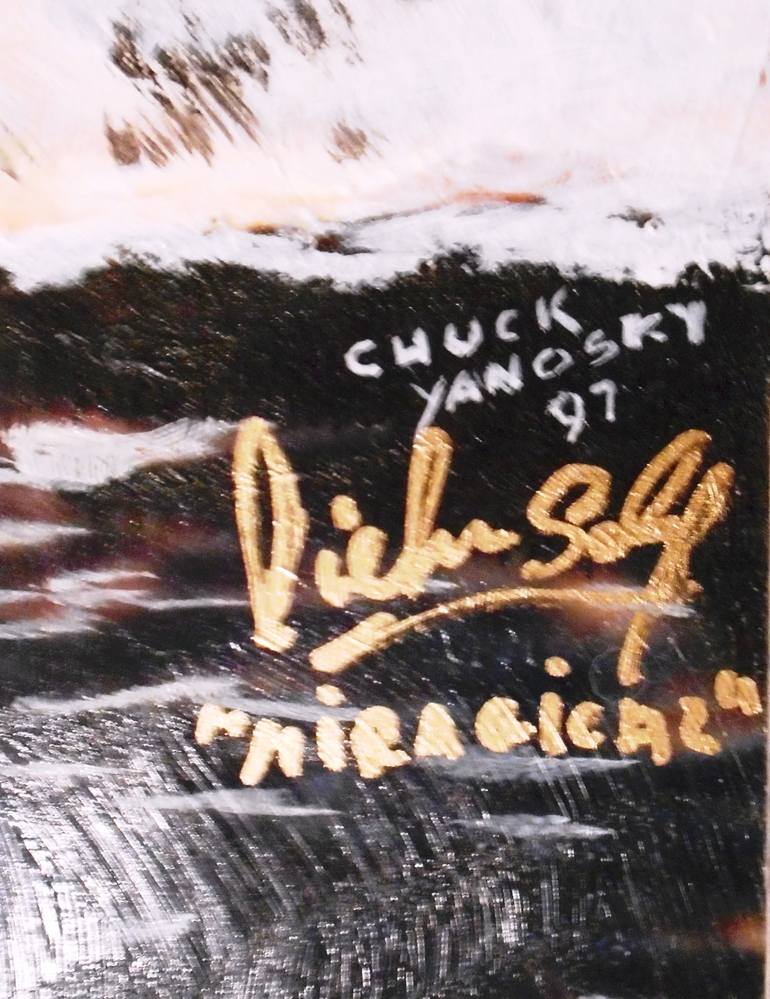 CHUCK
YANOSKY
97
"MiRAGiCAL"